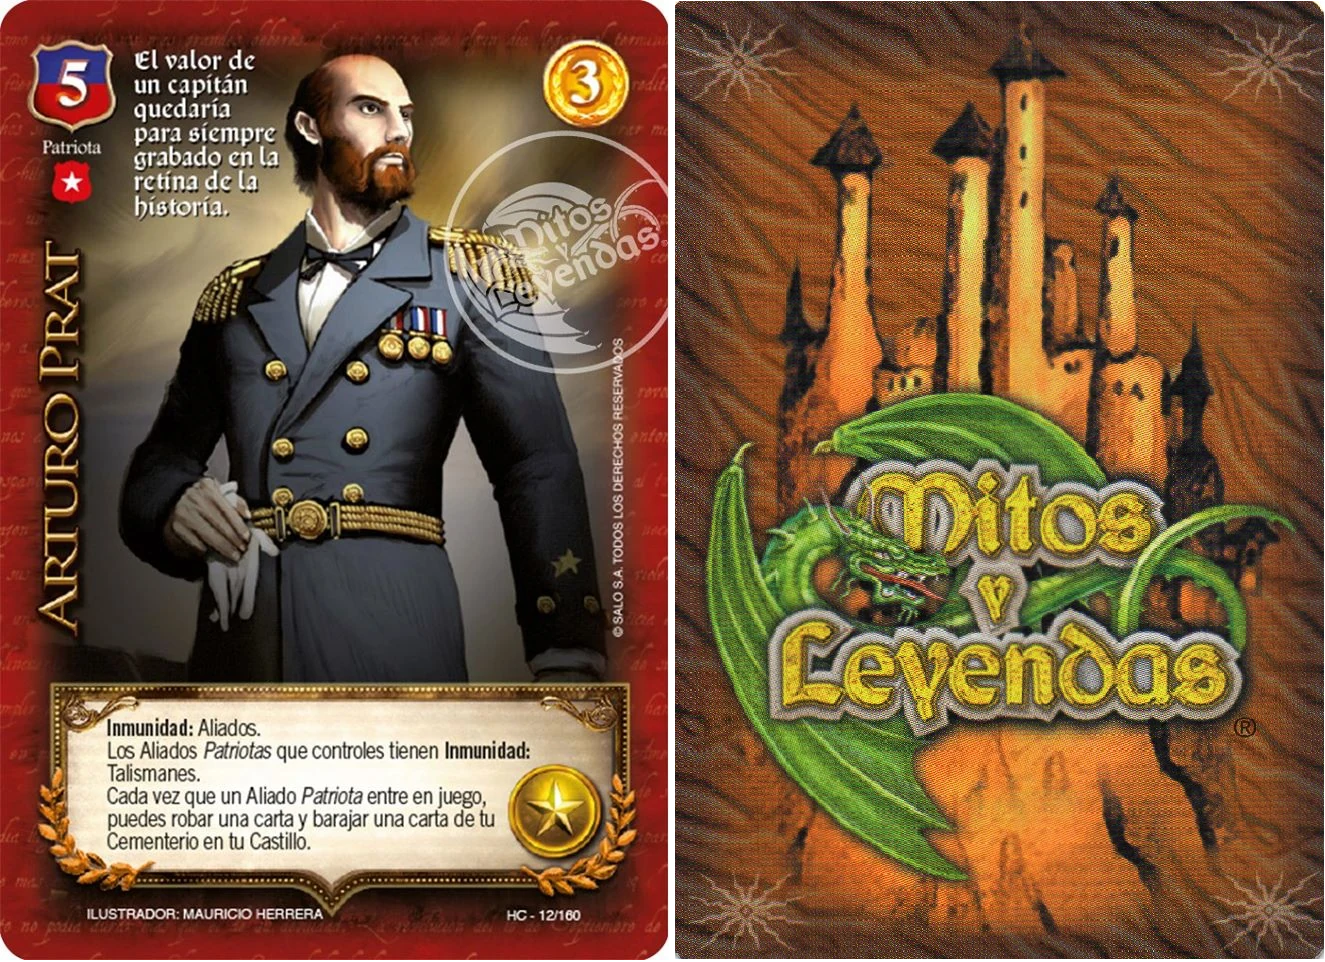 5
El valor de
un capitán
quedaría
para siempre
grabado en la
retina de la
historia.
3
Patriota
ARTURO PRAT
Mitos
y
Leyendas
© SALO S.A. TODOS LOS DERECHOS RESERVADOS
Inmunidad: Aliados.
Los Aliados Patriotas que controles tienen Inmunidad:
Talismanes.
Cada vez que un Aliado Patriota entre en juego,
puedes robar una carta y barajar una carta de tu
Cementerio en tu Castillo.
ILUSTRADOR: MAURICIO HERRERA
HC - 12/160
Mitos
y
Leyendas
®